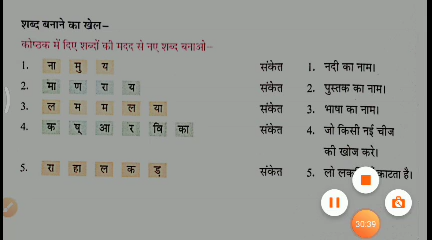 शब्द बनाने का खेल–
कोष्ठक में दिए शब्दों की मदद से नए शब्द बनाओ–
1. ना मु य संकेत 1. नदी का नाम।
2. मा ण रा य संकेत 2. पुस्तक का नाम।
3. ल म म ल या संकेत 3. भाषा का नाम।
4. क ष् आ र वि का संकेत 4. जो किसी नई चीज
की खोज करे।
5. रा हा ल क ड़ संकेत 5. लो काटता है।
00:39